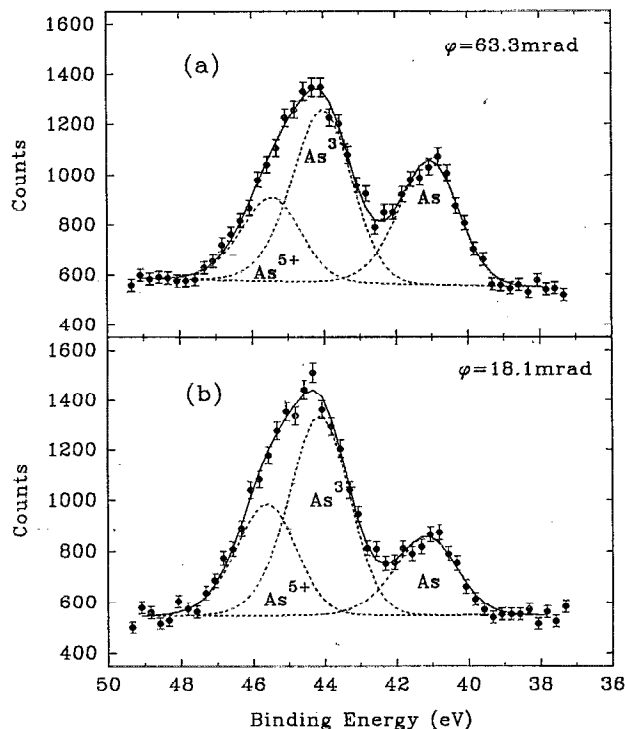 1600
(a)
φ=63.3mrad
1400
1200
As3+
1000
As
800
As5+
600
400
Counts
1600
(b)
φ=18.1mrad
1400
1200
As3
1000
800
As5+
As
600
400
Counts
50 48 46 44 42 40 38 36
Binding Energy (eV)